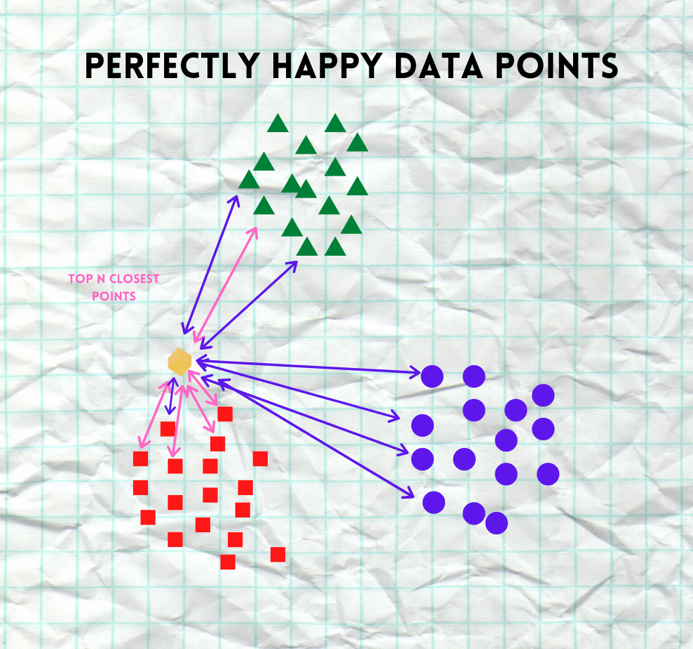 PERFECTLY HAPPY DATA POINTS
TOP N CLOSEST
POINTS